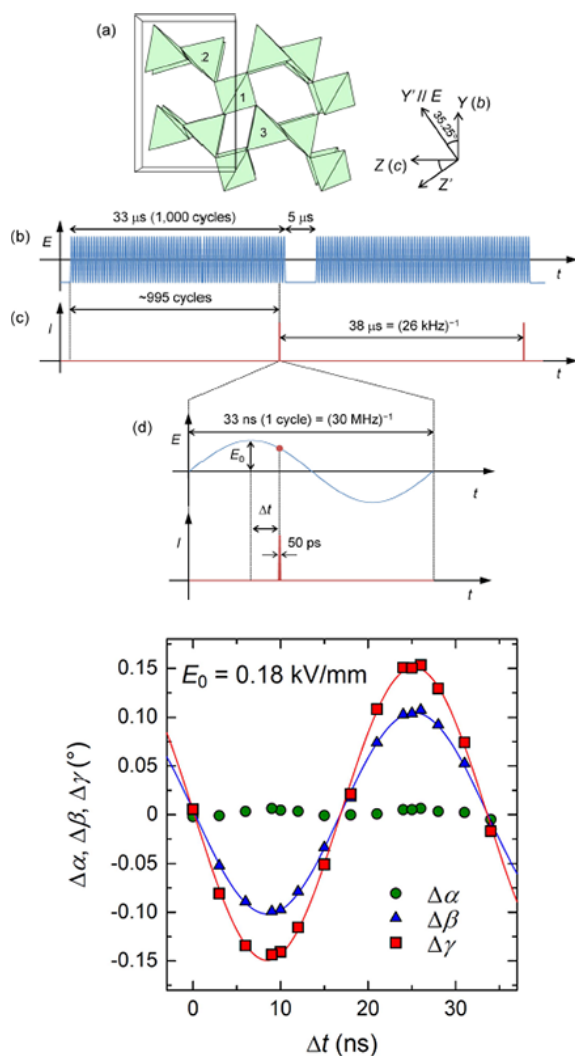 (a)
2
1
3
Y' // E
35.25°
Y (b)
Z (c)
Z'
(b)
E
33 μs (1,000 cycles)
5 μs
t
~995 cycles
(c)
I
38 μs = (26 kHz)⁻¹
t
(d)
33 ns (1 cycle) = (30 MHz)⁻¹
E
E₀
t
Δt
I
50 ps
t
E₀ = 0.18 kV/mm
Δα, Δβ, Δγ (°)
0.15
0.10
0.05
0
-0.05
-0.10
-0.15
Δα
Δβ
Δγ
0
10
20
30
Δt (ns)